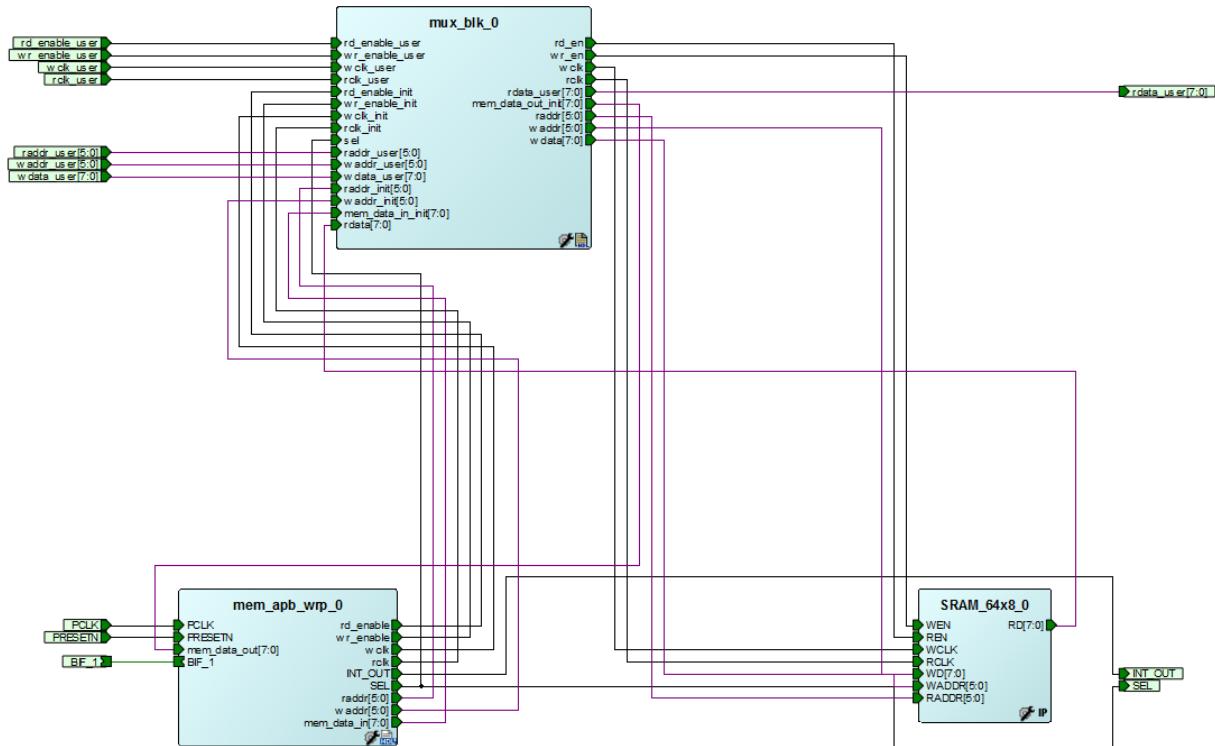 mux_blk_0
rd_enable_user
wr_enable_user
wclk_user
rclk_user
raddr_user[5:0]
waddr_user[5:0]
wdata_user[7:0]
rd_enable_user
wr_enable_user
wclk_user
rclk_user
rd_enable_init
wr_enable_init
wclk_init
rclk_init
sel
raddr_user[5:0]
waddr_user[5:0]
wdata_user[7:0]
raddr_init[5:0]
waddr_init[5:0]
mem_data_in_init[7:0]
rdata[7:0]
rd_en
wr_en
wclk
rclk
rdata_user[7:0]
mem_data_out_init[7:0]
raddr[5:0]
waddr[5:0]
wdata[7:0]
rdata_user[7:0]
mem_apb_wrp_0
PCLK
PRESETN
BIF_1
PCLK
PRESETN
mem_data_out[7:0]
BIF_1
rd_enable
wr_enable
wclk
rclk
INT_OUT
SEL
raddr[5:0]
waddr[5:0]
mem_data_in[7:0]
SRAM_64x8_0
WEN
REN
WCLK
RCLK
WD[7:0]
WADDR[5:0]
RADDR[5:0]
RD[7:0]
IP
INT_OUT
SEL